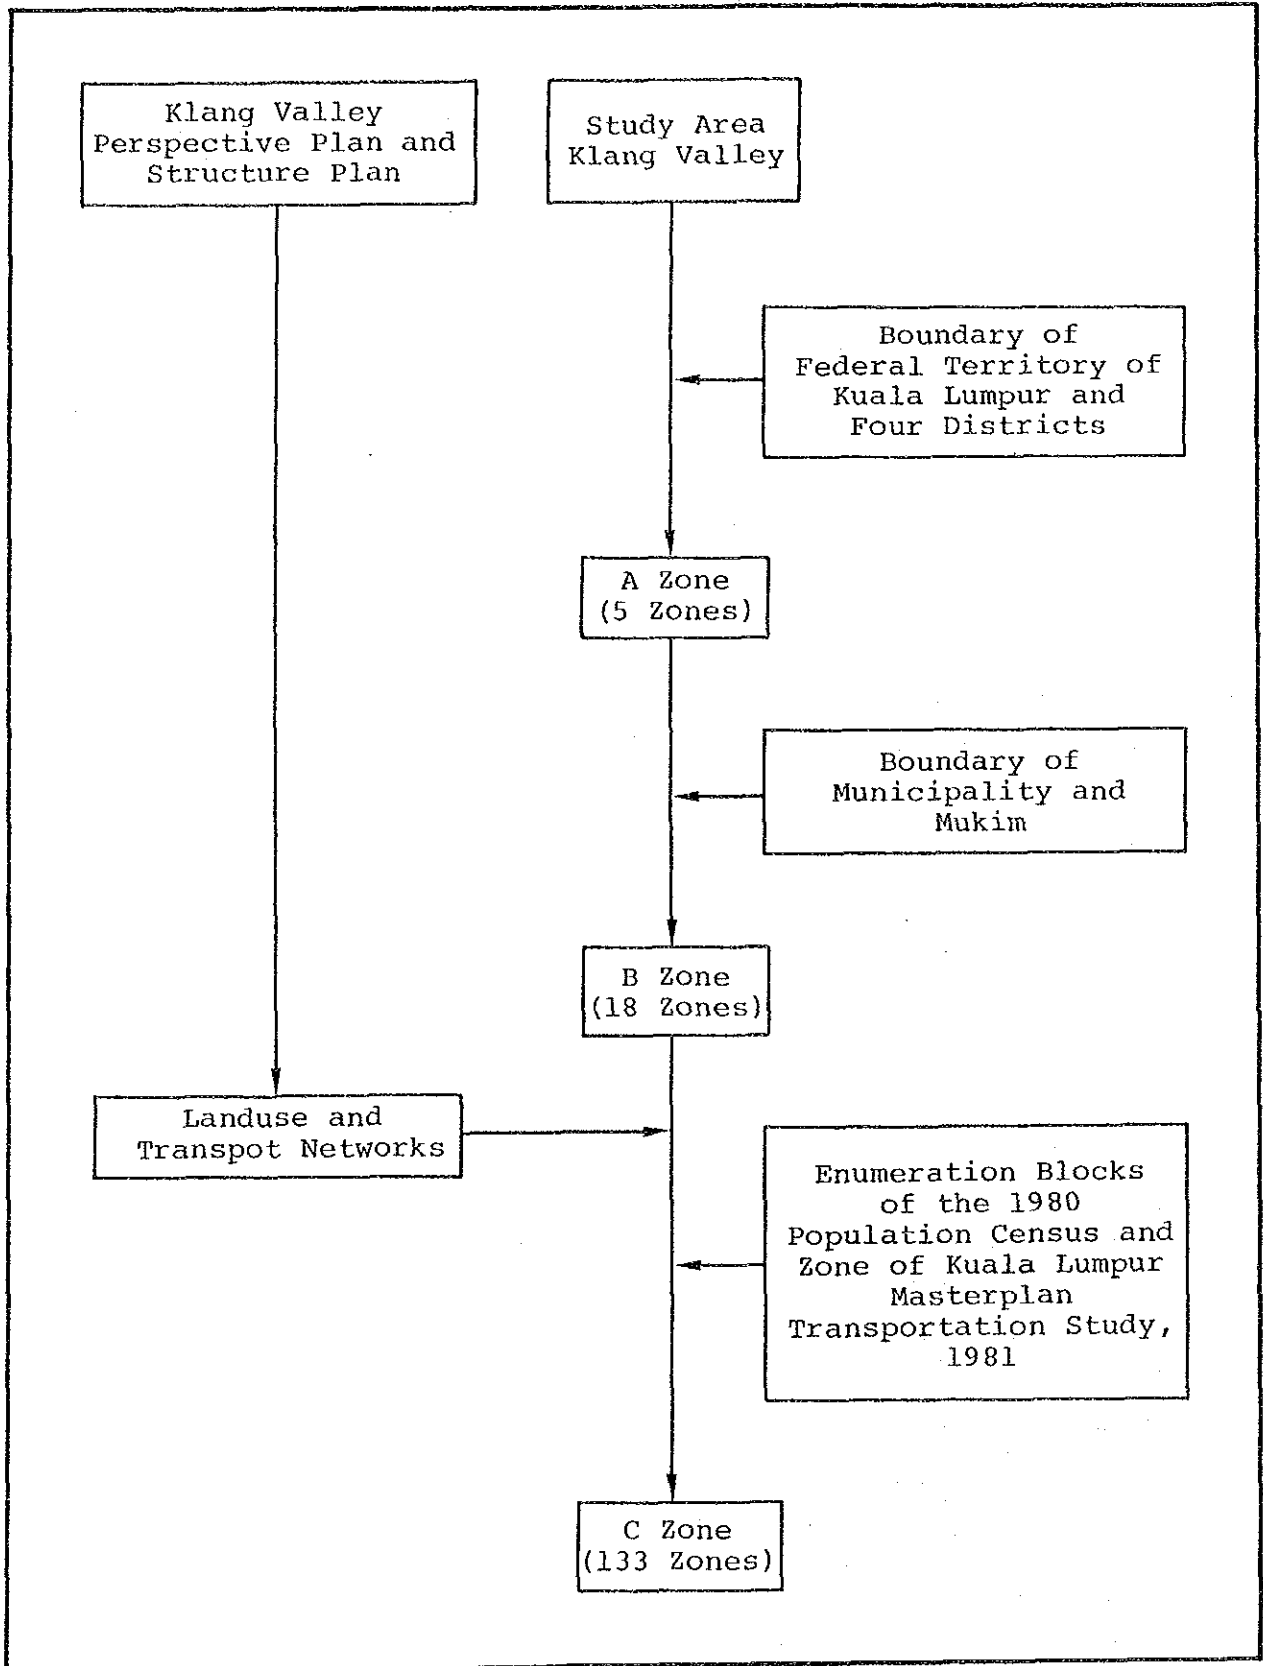 Klang Valley
Perspective Plan and
Structure Plan
Study Area
Klang Valley
Boundary of
Federal Territory of
Kuala Lumpur and
Four Districts
A Zone
(5 Zones)
Boundary of
Municipality and
Mukim
B Zone
(18 Zones)
Landuse and
Transpot Networks
Enumeration Blocks
of the 1980
Population Census and
Zone of Kuala Lumpur
Masterplan
Transportation Study,
1981
C Zone
(133 Zones)